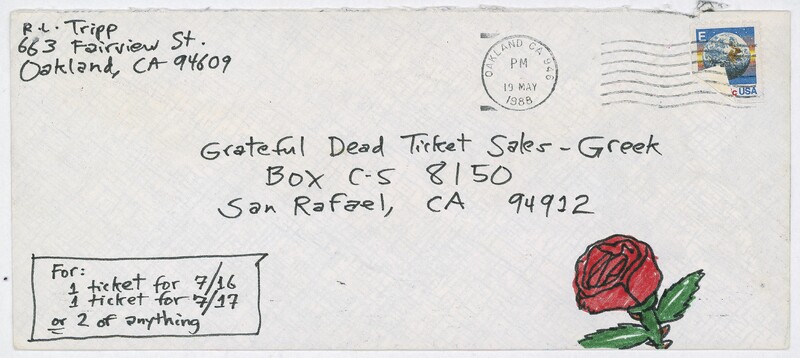 R.L. Tripp
663 Fairview St.
Oakland, CA 94609
OAKLAND CA 946
PM
19 MAY
1988
E
USA
Grateful Dead Ticket Sales - Greek
BOX C-S 8150
San Rafael, CA 94912
For:
1 ticket for 7/16
1 ticket for 7/17
or 2 of anything